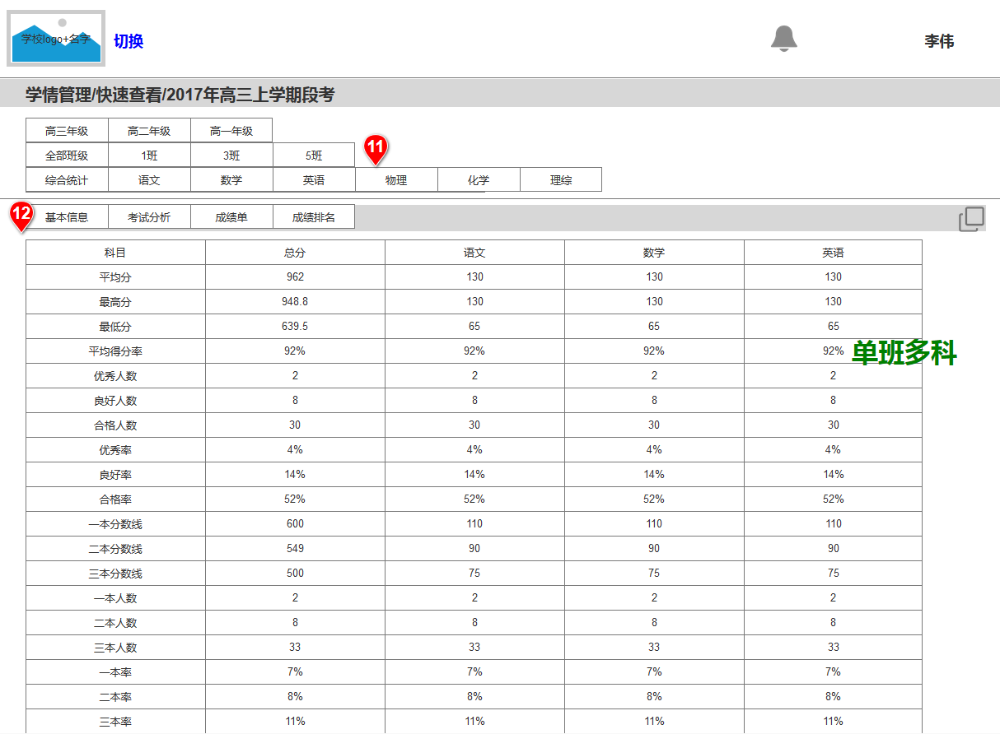 学校logo+名字 切换 李伟
学情管理/快速查看/2017年高三上学期段考
高三年级 高二年级 高一年级
全部班级 1班 3班 5班 11
综合统计 语文 数学 英语 物理 化学 理综
12 基本信息 考试分析 成绩单 成绩排名
科目 总分 语文 数学 英语
平均分 962 130 130 130
最高分 948.8 130 130 130
最低分 639.5 65 65 65
平均得分率 92% 92% 92% 92% 单班多科
优秀人数 2 2 2 2
良好人数 8 8 8 8
合格人数 30 30 30 30
优秀率 4% 4% 4% 4%
良好率 14% 14% 14% 14%
合格率 52% 52% 52% 52%
一本分数线 600 110 110 110
二本分数线 549 90 90 90
三本分数线 500 75 75 75
一本人数 2 2 2 2
二本人数 8 8 8 8
三本人数 33 33 33 33
一本率 7% 7% 7% 7%
二本率 8% 8% 8% 8%
三本率 11% 11% 11% 11%